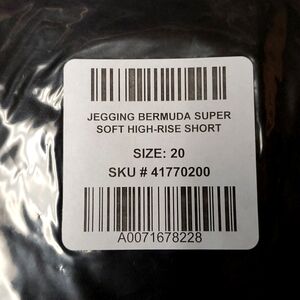 JEGGING BERMUDA SUPER
SOFT HIGH-RISE SHORT
SIZE: 20
SKU # 41770200
A0071678228